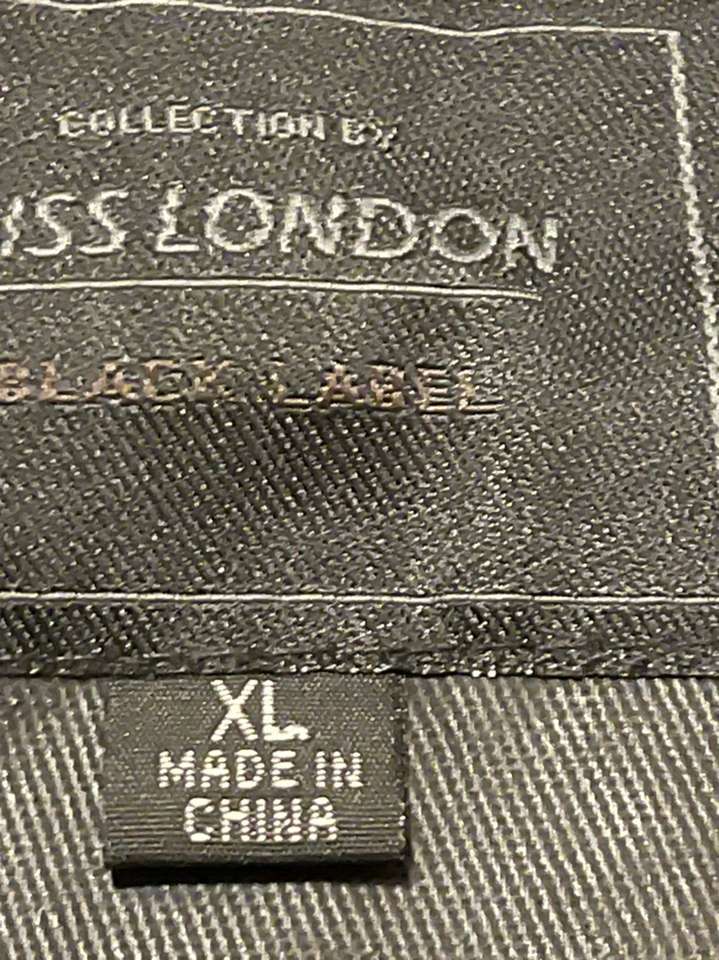 COLLECTION BY
ISS LONDON
BLACK LABEL
XL
MADE IN
CHINA